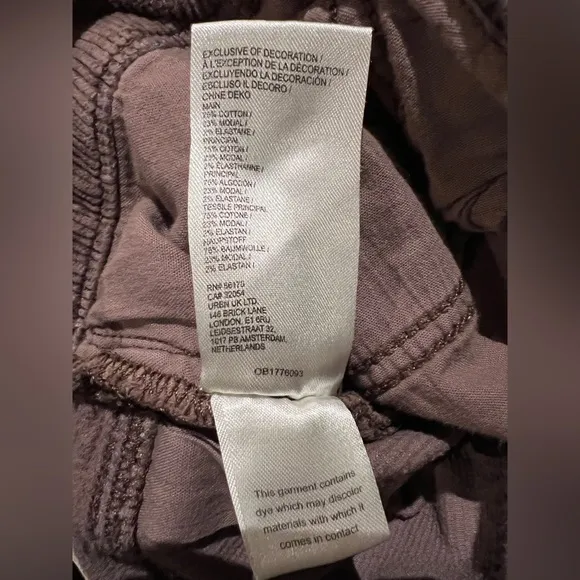 EXCLUSIVE OF DECORATION /
À L'EXCEPTION DE LA DÉCORATION /
EXCLUYENDO LA DECORACIÓN /
ESCLUSO IL DECORO /
OHNE DEKO
MAIN
75% COTTON /
23% MODAL /
2% ELASTANE /
PRINCIPAL
75% COTON /
23% MODAL /
2% ELASTHANNE /
PRINCIPAL
75% ALGODÓN /
23% MODAL /
2% ELASTANE /
TESSILE PRINCIPAL
75% COTONE /
23% MODAL /
2% ELASTAN /
HAUPTSTOFF
75% BAUMWOLLE /
23% MODAL /
2% ELASTAN /
RN# 66170
CA# 32054
URBN UK LTD.
146 BRICK LANE
LONDON, E1 6RU
LEIDSESTRAAT 32,
1017 PB AMSTERDAM,
NETHERLANDS
OB1776093
This garment contains
dye which may discolor
materials with which it
comes in contact